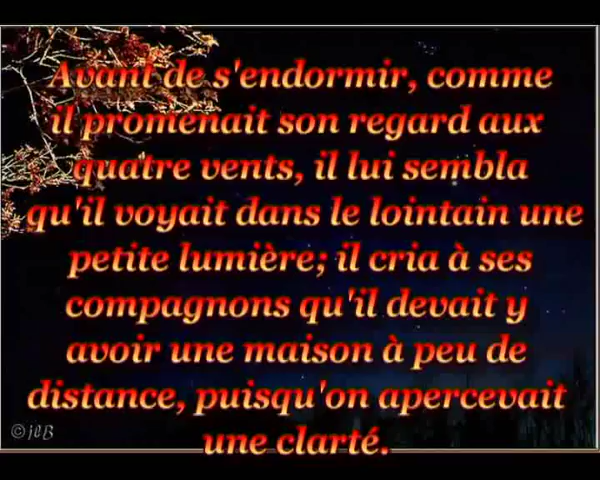 Avant de s'endormir, comme
il promenait son regard aux
quatre vents, il lui sembla
qu'il voyait dans le lointain une
petite lumière; il cria à ses
compagnons qu'il devait y
avoir une maison à peu de
distance, puisqu'on apercevait
une clarté.
©jeB